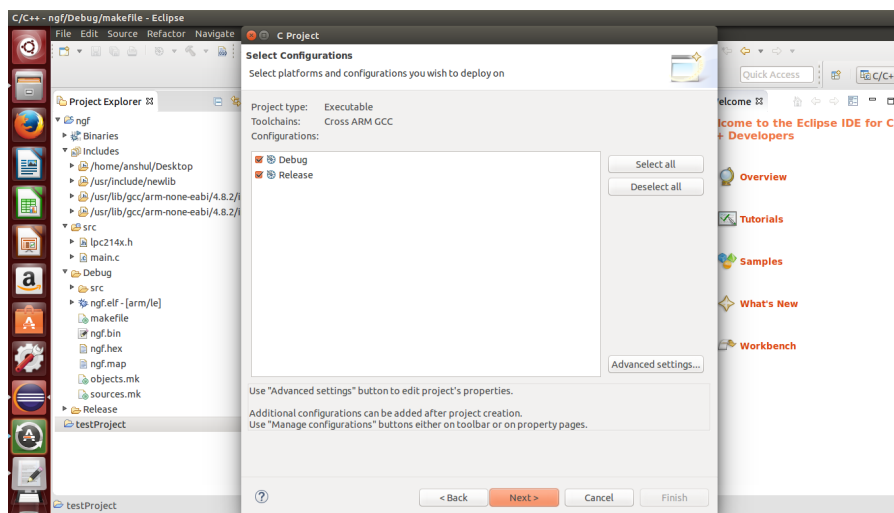 C/C++ - ngf/Debug/makefile - Eclipse
File Edit Source Refactor Navigate
C Project
Select Configurations
Select platforms and configurations you wish to deploy on
Quick Access
C/C+
Project Explorer
ngf
Binaries
Includes
/home/anshul/Desktop
/usr/include/newlib
/usr/lib/gcc/arm-none-eabi/4.8.2/i
/usr/lib/gcc/arm-none-eabi/4.8.2/i
src
lpc214x.h
main.c
Debug
src
ngf.elf - [arm/le]
makefile
ngf.bin
ngf.hex
ngf.map
objects.mk
sources.mk
Release
testProject
testProject
Project type: Executable
Toolchains: Cross ARM GCC
Configurations:
Debug
Release
Select all
Deselect all
Advanced settings...
Use "Advanced settings" button to edit project's properties.
Additional configurations can be added after project creation.
Use "Manage configurations" buttons either on toolbar or on property pages.
< Back
Next >
Cancel
Finish
elcome
lcome to the Eclipse IDE for C
+ Developers
Overview
Tutorials
Samples
What's New
Workbench